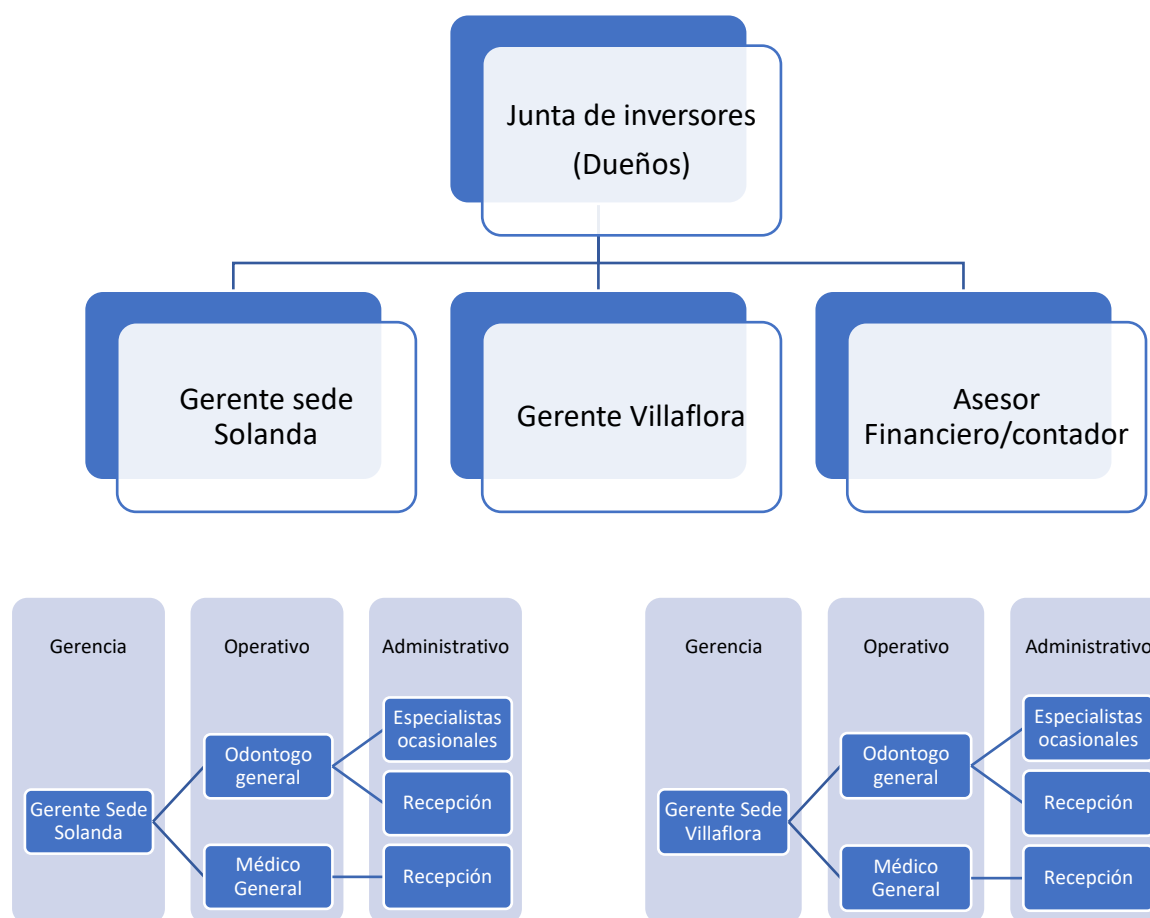 Junta de inversores
(Dueños)
Gerente sede
Solanda
Gerente Villaflora
Asesor
Financiero/contador
Gerencia
Operativo
Administrativo
Gerente Sede
Solanda
Odontogo
general
Médico
General
Especialistas
ocasionales
Recepción
Recepción
Gerencia
Operativo
Administrativo
Gerente Sede
Villaflora
Odontogo
general
Médico
General
Especialistas
ocasionales
Recepción
Recepción